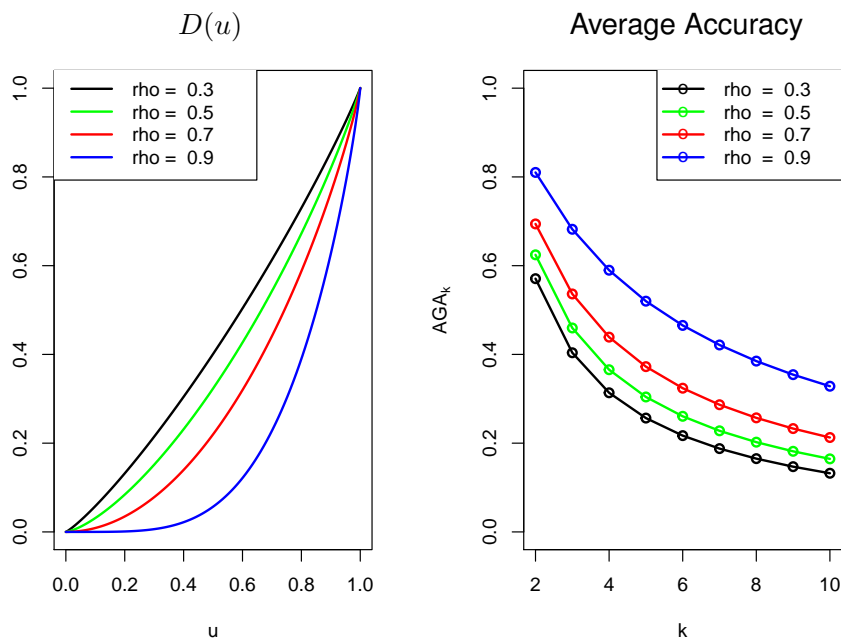 D(u)
rho = 0.3
rho = 0.5
rho = 0.7
rho = 0.9
0.0
0.2
0.4
0.6
0.8
1.0
0.0
0.2
0.4
0.6
0.8
1.0
u
Average Accuracy
rho = 0.3
rho = 0.5
rho = 0.7
rho = 0.9
AGAk
0.0
0.2
0.4
0.6
0.8
1.0
2
4
6
8
10
k